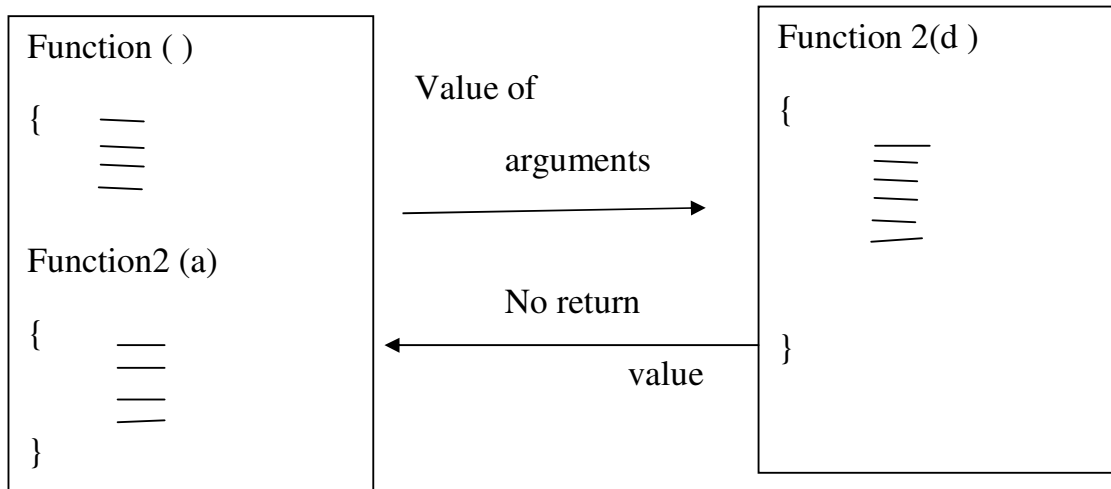 Function ( )
{
Function2 (a)
{
}
Value of
arguments
No return
value
Function 2(d )
{
}